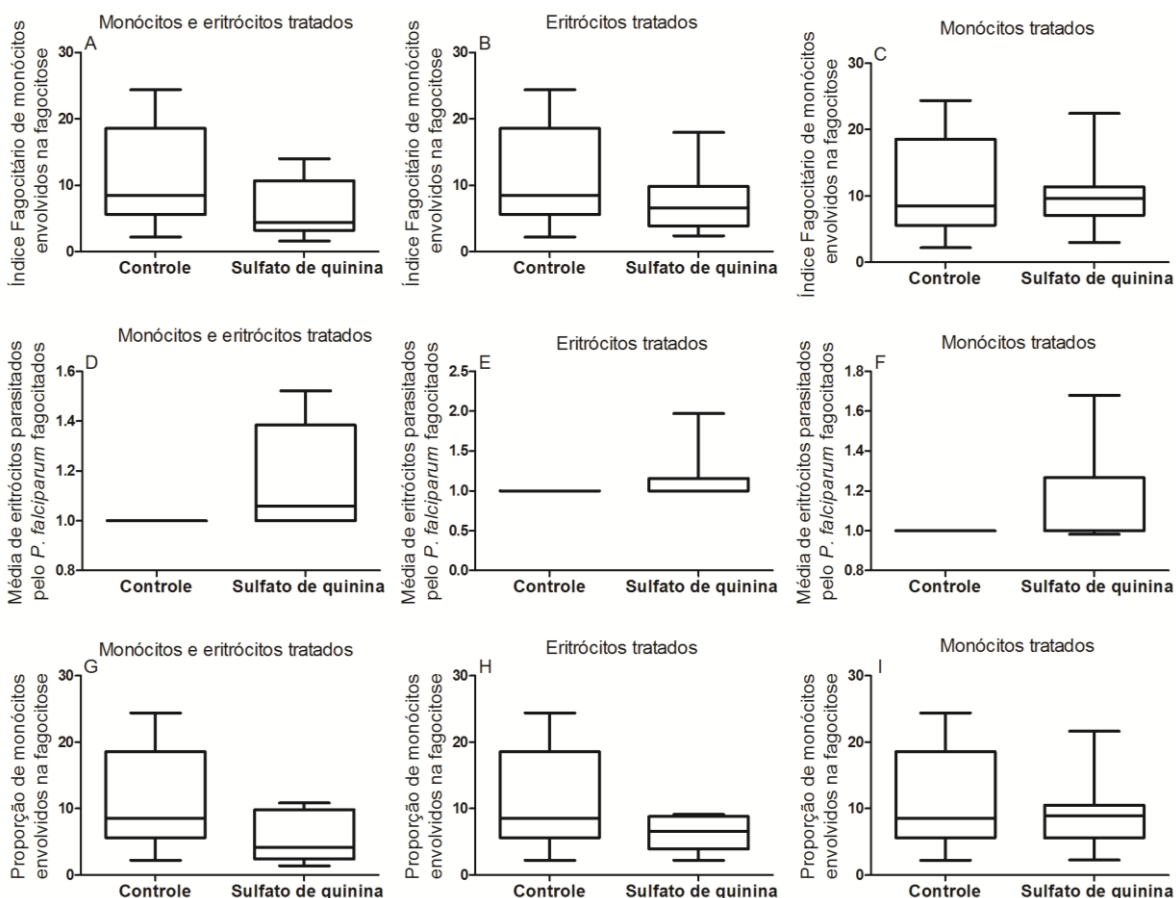 Monócitos e eritrócitos tratados
A
Índice Fagocitário de monócitos
envolvidos na fagocitose
30
20
10
0
Controle
Sulfato de quinina
Eritrócitos tratados
B
Índice Fagocitário de monócitos
envolvidos na fagocitose
30
20
10
0
Controle
Sulfato de quinina
Monócitos tratados
C
Índice Fagocitário de monócitos
envolvidos na fagocitose
30
20
10
0
Controle
Sulfato de quinina
Monócitos e eritrócitos tratados
D
Média de eritrócitos parasitados
pelo P. falciparum fagocitados
1.6
1.4
1.2
1.0
0.8
Controle
Sulfato de quinina
Eritrócitos tratados
E
Média de eritrócitos parasitados
pelo P. falciparum fagocitados
2.5
2.0
1.5
1.0
0.5
0.0
Controle
Sulfato de quinina
Monócitos tratados
F
Média de eritrócitos parasitados
pelo P. falciparum fagocitados
1.8
1.6
1.4
1.2
1.0
0.8
Controle
Sulfato de quinina
Monócitos e eritrócitos tratados
G
Proporção de monócitos
envolvidos na fagocitose
30
20
10
0
Controle
Sulfato de quinina
Eritrócitos tratados
H
Proporção de monócitos
envolvidos na fagocitose
30
20
10
0
Controle
Sulfato de quinina
Monócitos tratados
I
Proporção de monócitos
envolvidos na fagocitose
30
20
10
0
Controle
Sulfato de quinina